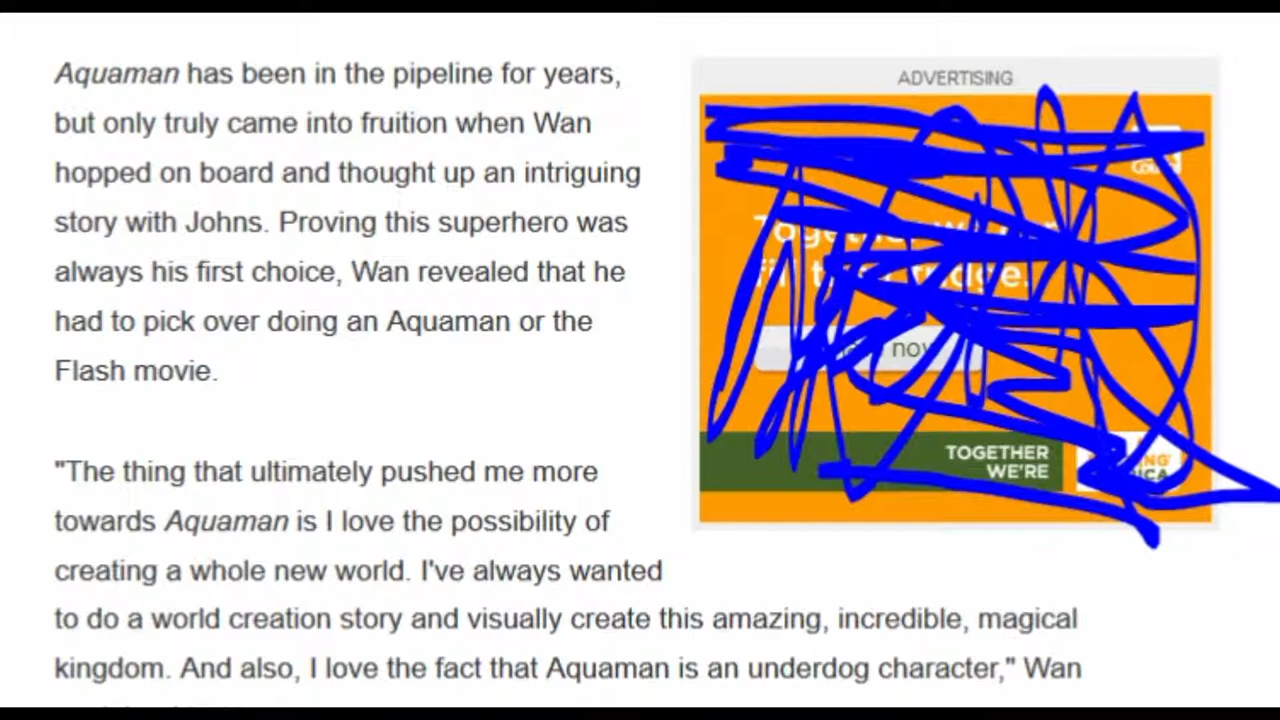 Aquaman has been in the pipeline for years,
but only truly came into fruition when Wan
hopped on board and thought up an intriguing
story with Johns. Proving this superhero was
always his first choice, Wan revealed that he
had to pick over doing an Aquaman or the
Flash movie.
"The thing that ultimately pushed me more
towards Aquaman is I love the possibility of
creating a whole new world. I've always wanted
to do a world creation story and visually create this amazing, incredible, magical
kingdom. And also, I love the fact that Aquaman is an underdog character," Wan
ADVERTISING
Together
now
TOGETHER
WE'RE